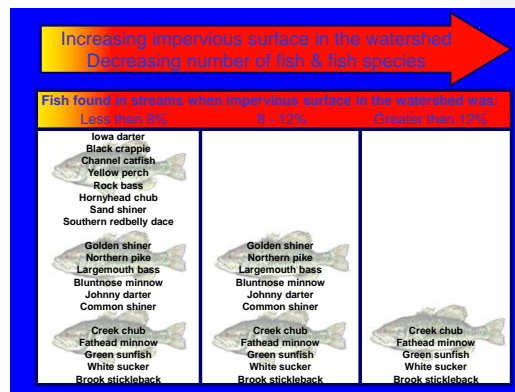 Increasing impervious surface in the watershed
Decreasing number of fish & fish species
Fish found in streams when impervious surface in the watershed was:
Less than 8%
8 - 12%
Greater than 12%
Iowa darter
Black crappie
Channel catfish
Yellow perch
Rock bass
Hornyhead chub
Sand shiner
Southern redbelly dace
Golden shiner
Northern pike
Largemouth bass
Bluntnose minnow
Johnny darter
Common shiner
Creek chub
Fathead minnow
Green sunfish
White sucker
Brook stickleback
Golden shiner
Northern pike
Largemouth bass
Bluntnose minnow
Johnny darter
Common shiner
Creek chub
Fathead minnow
Green sunfish
White sucker
Brook stickleback
Creek chub
Fathead minnow
Green sunfish
White sucker
Brook stickleback